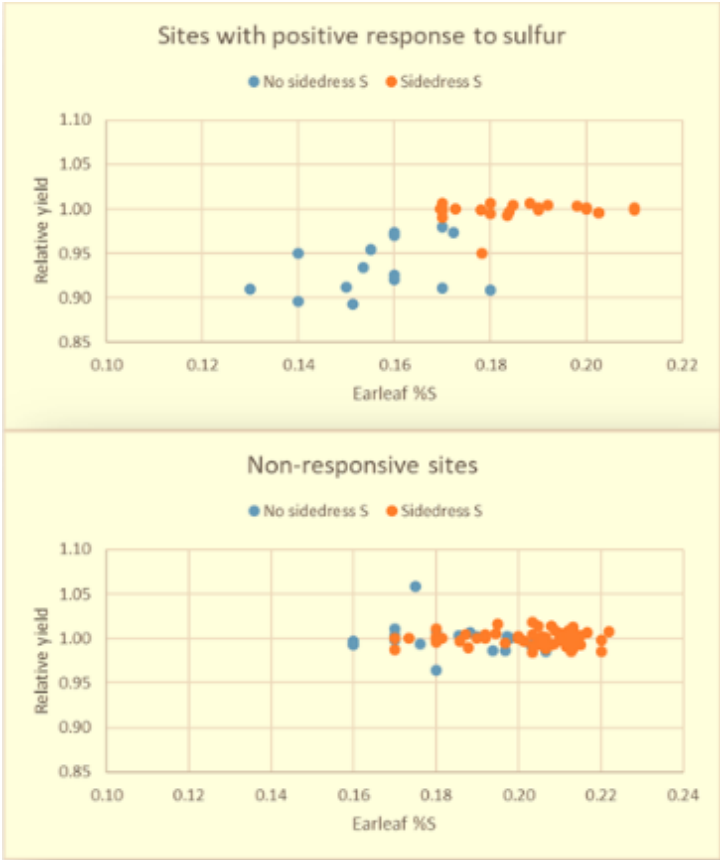 Sites with positive response to sulfur
No sidedress S Sidedress S
Relative yield
1.10
1.05
1.00
0.95
0.90
0.85
0.10 0.12 0.14 0.16 0.18 0.20 0.22
Earleaf %S
Non-responsive sites
No sidedress S Sidedress S
Relative yield
1.10
1.05
1.00
0.95
0.90
0.85
0.10 0.12 0.14 0.16 0.18 0.20 0.22 0.24
Earleaf %S